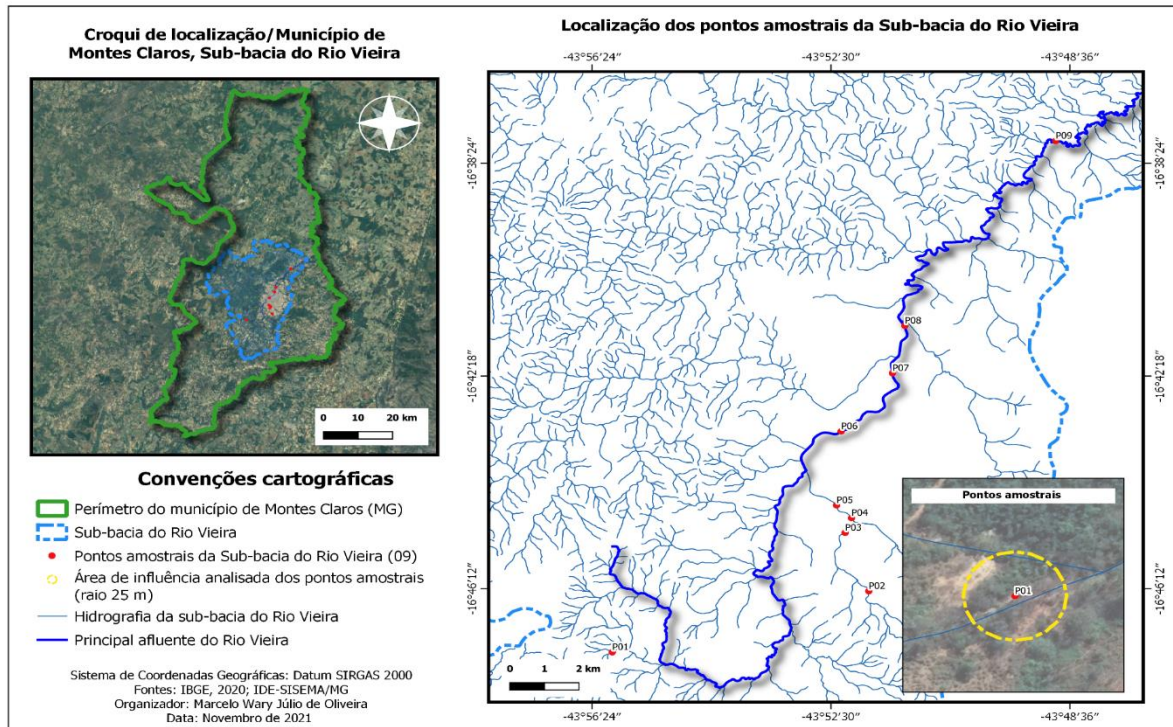 Croqui de localização/Município de
Montes Claros, Sub-bacia do Rio Vieira
0 10 20 km
Convenções cartográficas
Perímetro do município de Montes Claros (MG)
Sub-bacia do Rio Vieira
Pontos amostrais da Sub-bacia do Rio Vieira (09)
Área de influência analisada dos pontos amostrais
(raio 25 m)
Hidrografia da sub-bacia do Rio Vieira
Principal afluente do Rio Vieira
Sistema de Coordenadas Geográficas: Datum SIRGAS 2000
Fontes: IBGE, 2020; IDE-SISEMA/MG
Organizador: Marcelo Wary Júlio de Oliveira
Data: Novembro de 2021
Localização dos pontos amostrais da Sub-bacia do Rio Vieira
-43°56'24" -43°52'30" -43°48'36"
-16°38'24" -16°38'24"
-16°42'18" -16°42'18"
-16°46'12" -16°46'12"
P09
P08
P07
P06
P05
P04
P03
P02
P01
0 1 2 km
Pontos amostrais
P01
-43°56'24" -43°52'30" -43°48'36"